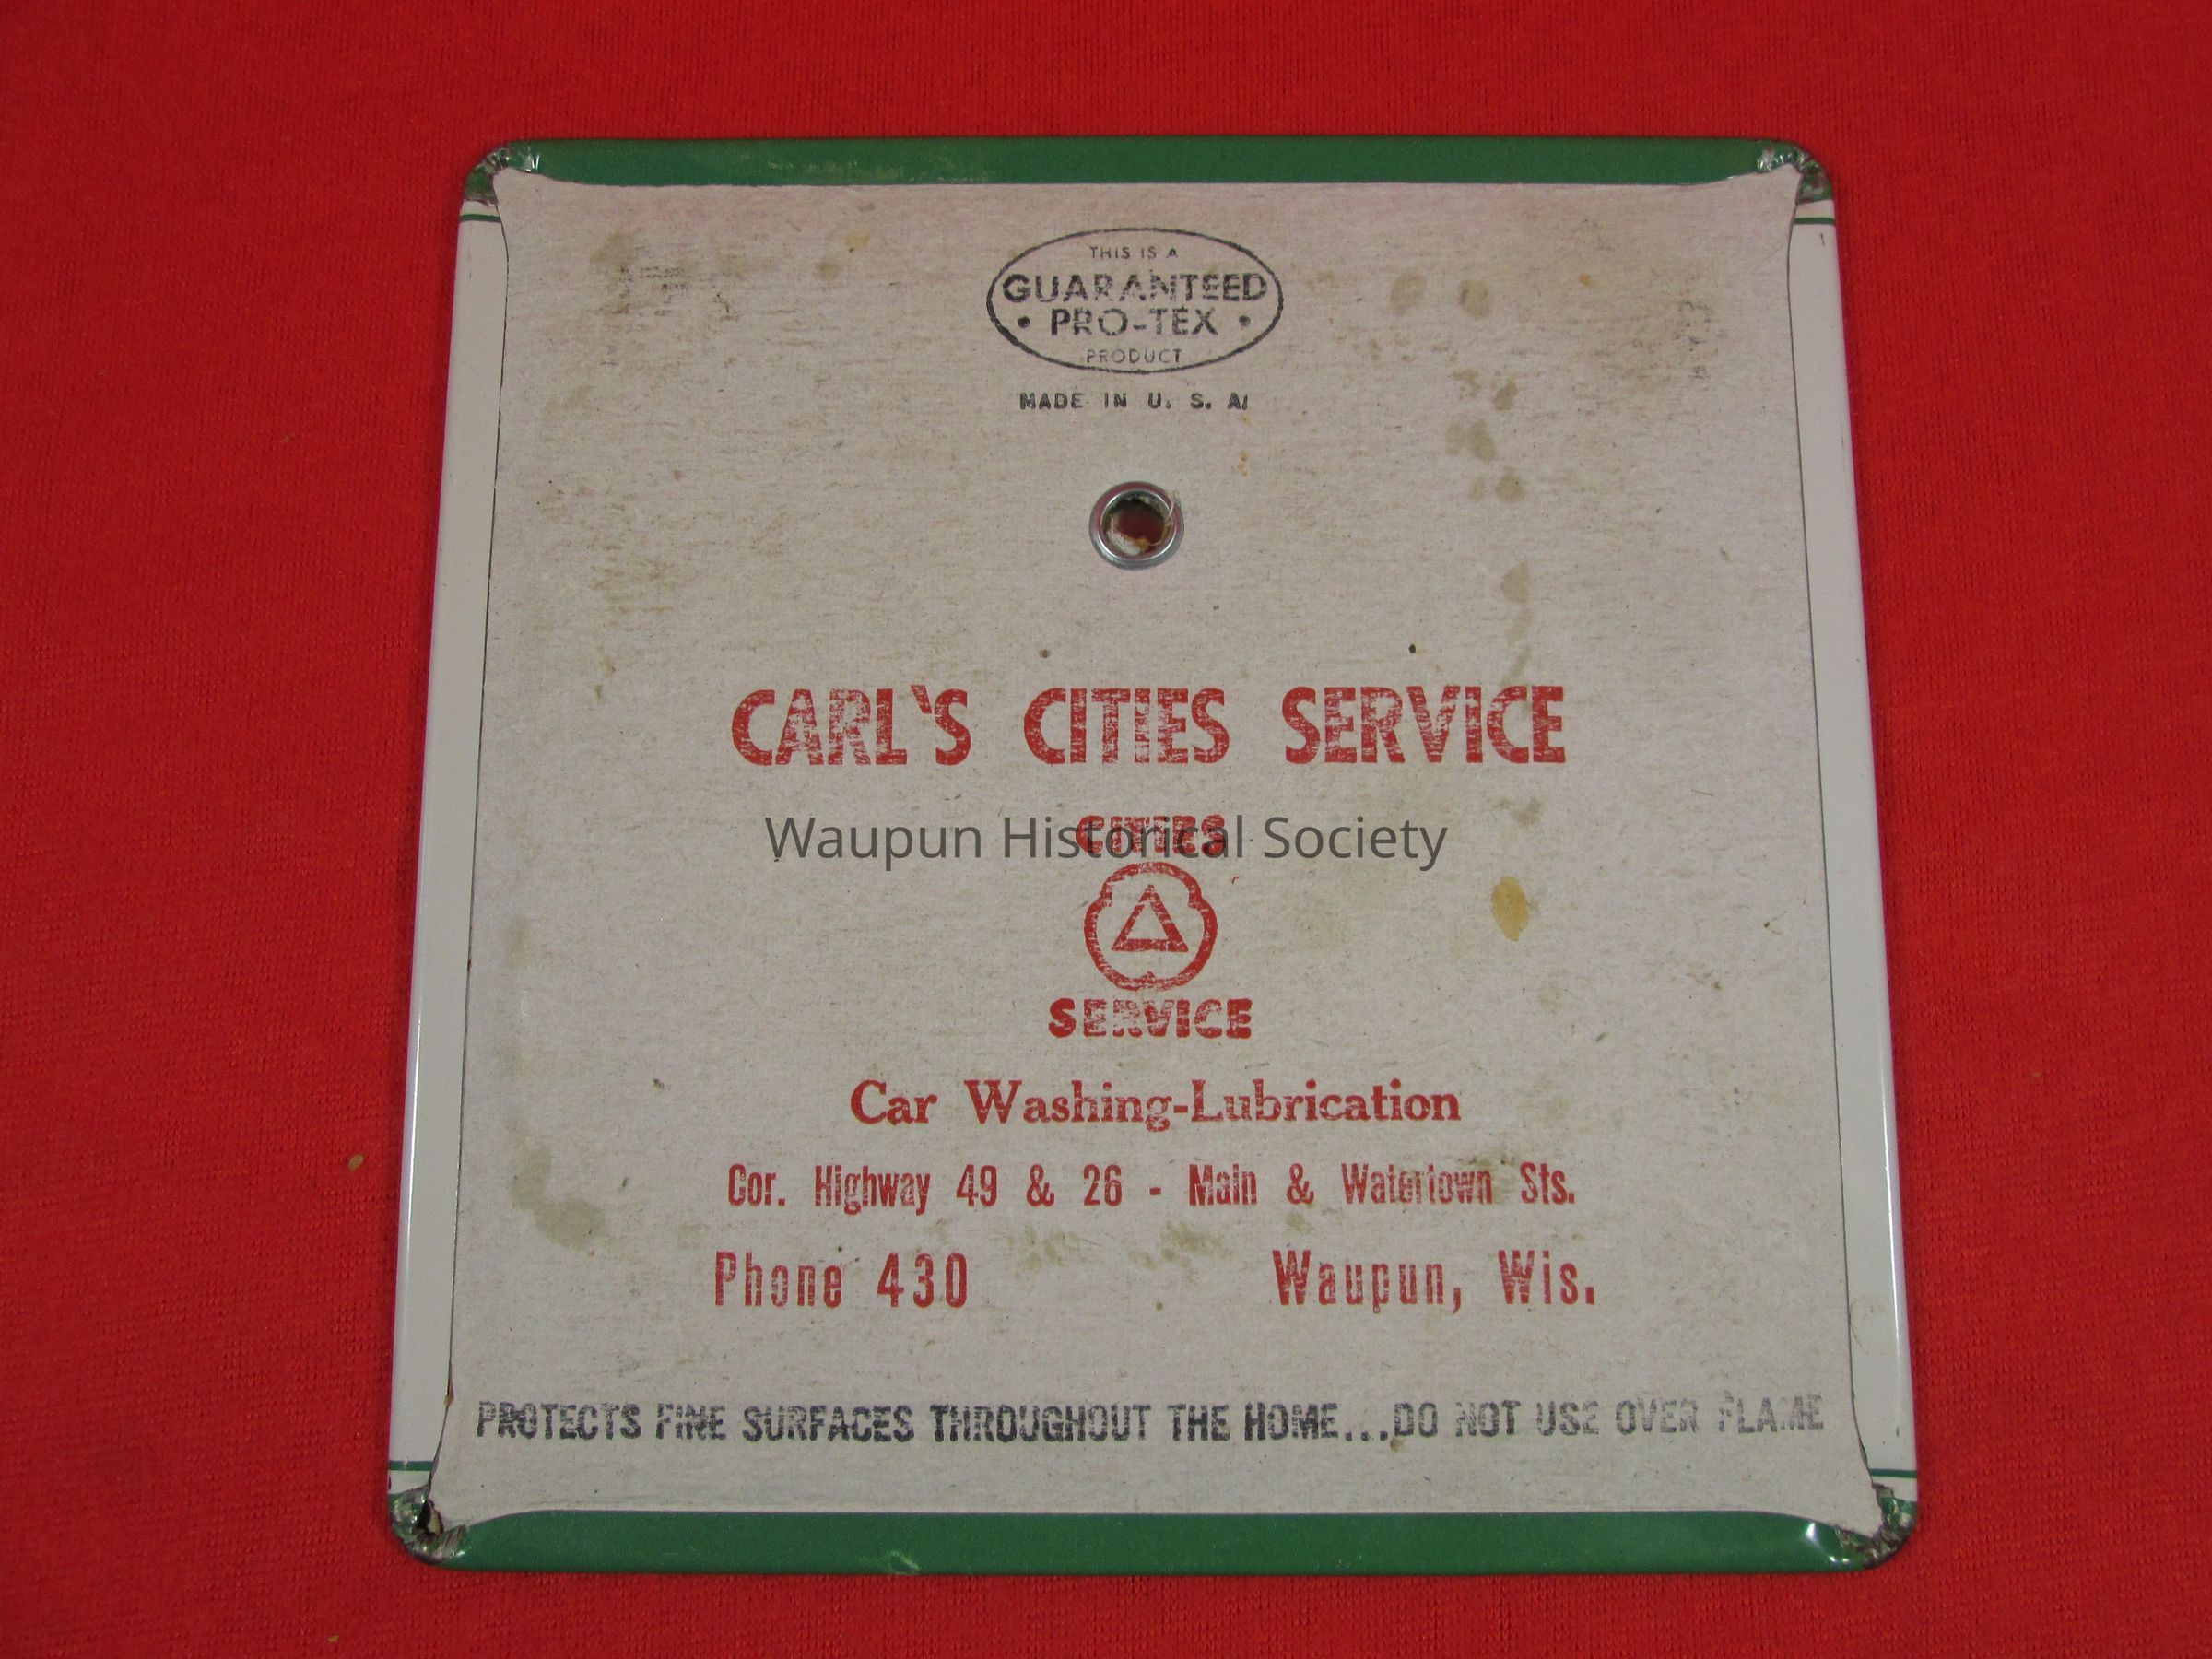 THIS IS A
GUARANTEED
• PRO-TEX •
PRODUCT
MADE IN U. S. A.
CARL'S CITIES SERVICE
CITIES
Waupun Historical Society
SERVICE
Car Washing-Lubrication
Cor. Highway 49 & 26 - Main & Watertown Sts.
Phone 430 Waupun, Wis.
PROTECTS FINE SURFACES THROUGHOUT THE HOME...DO NOT USE OVER FLAME